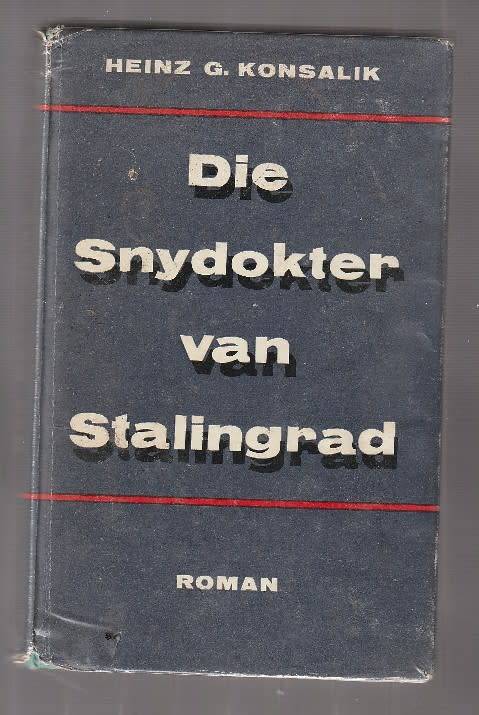 HEINZ G. KONSALIK
Die
Snydokter
van
Stalingrad
ROMAN